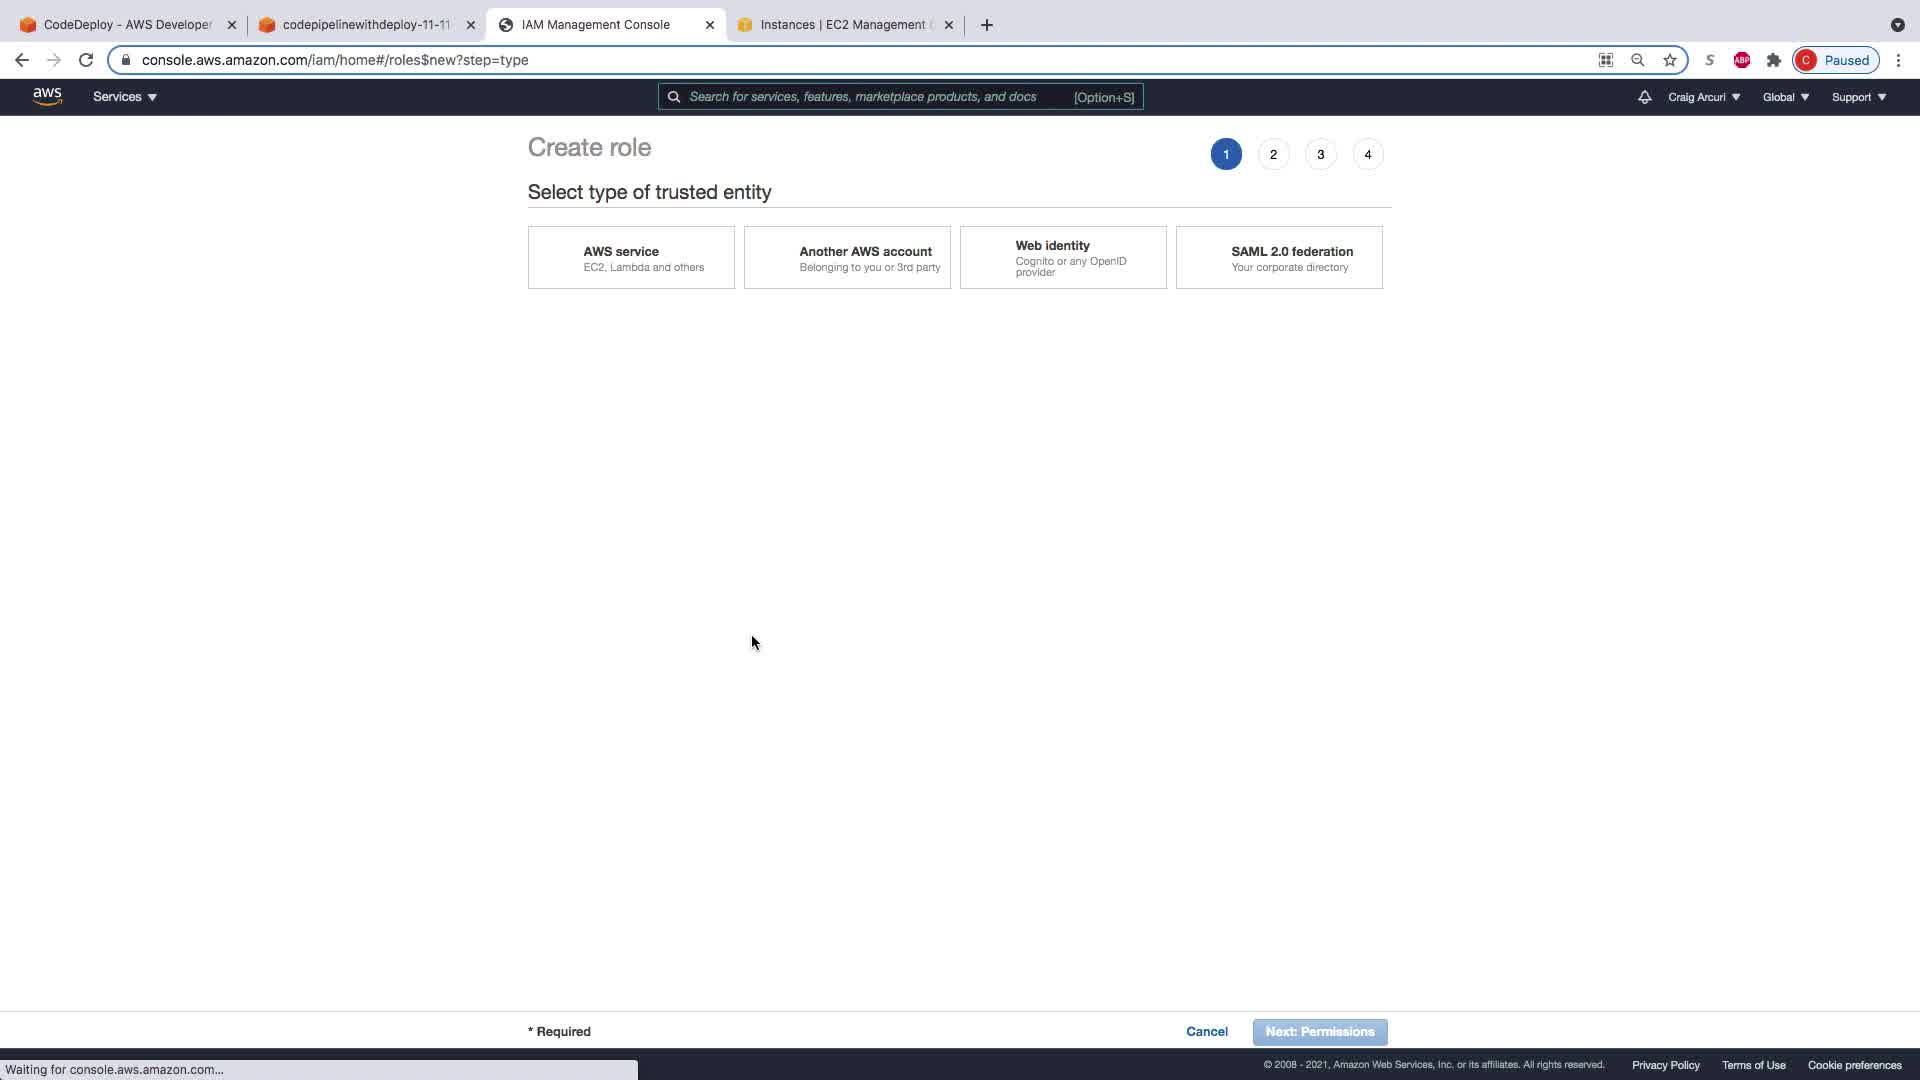 CodeDeploy - AWS Developer
codepipelinewithdeploy-11-11
IAM Management Console
Instances | EC2 Management
console.aws.amazon.com/iam/home#/roles$new?step=type
S
ABP
C
Paused
aws
Services
Search for services, features, marketplace products, and docs
[Option+S]
Craig Arcuri
Global
Support
Create role
1
2
3
4
Select type of trusted entity
AWS service
EC2, Lambda and others
Another AWS account
Belonging to you or 3rd party
Web identity
Cognito or any OpenID
provider
SAML 2.0 federation
Your corporate directory
* Required
Cancel
Next: Permissions
Waiting for console.aws.amazon.com...
© 2008 - 2021, Amazon Web Services, Inc. or its affiliates. All rights reserved.
Privacy Policy
Terms of Use
Cookie preferences